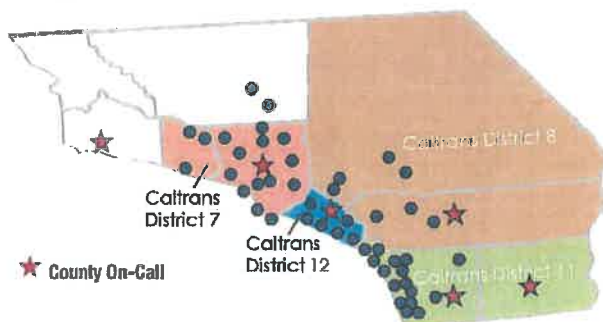 Caltrans District 8
Caltrans
District 7
Caltrans
District 12
Caltrans District 11
County On-Call